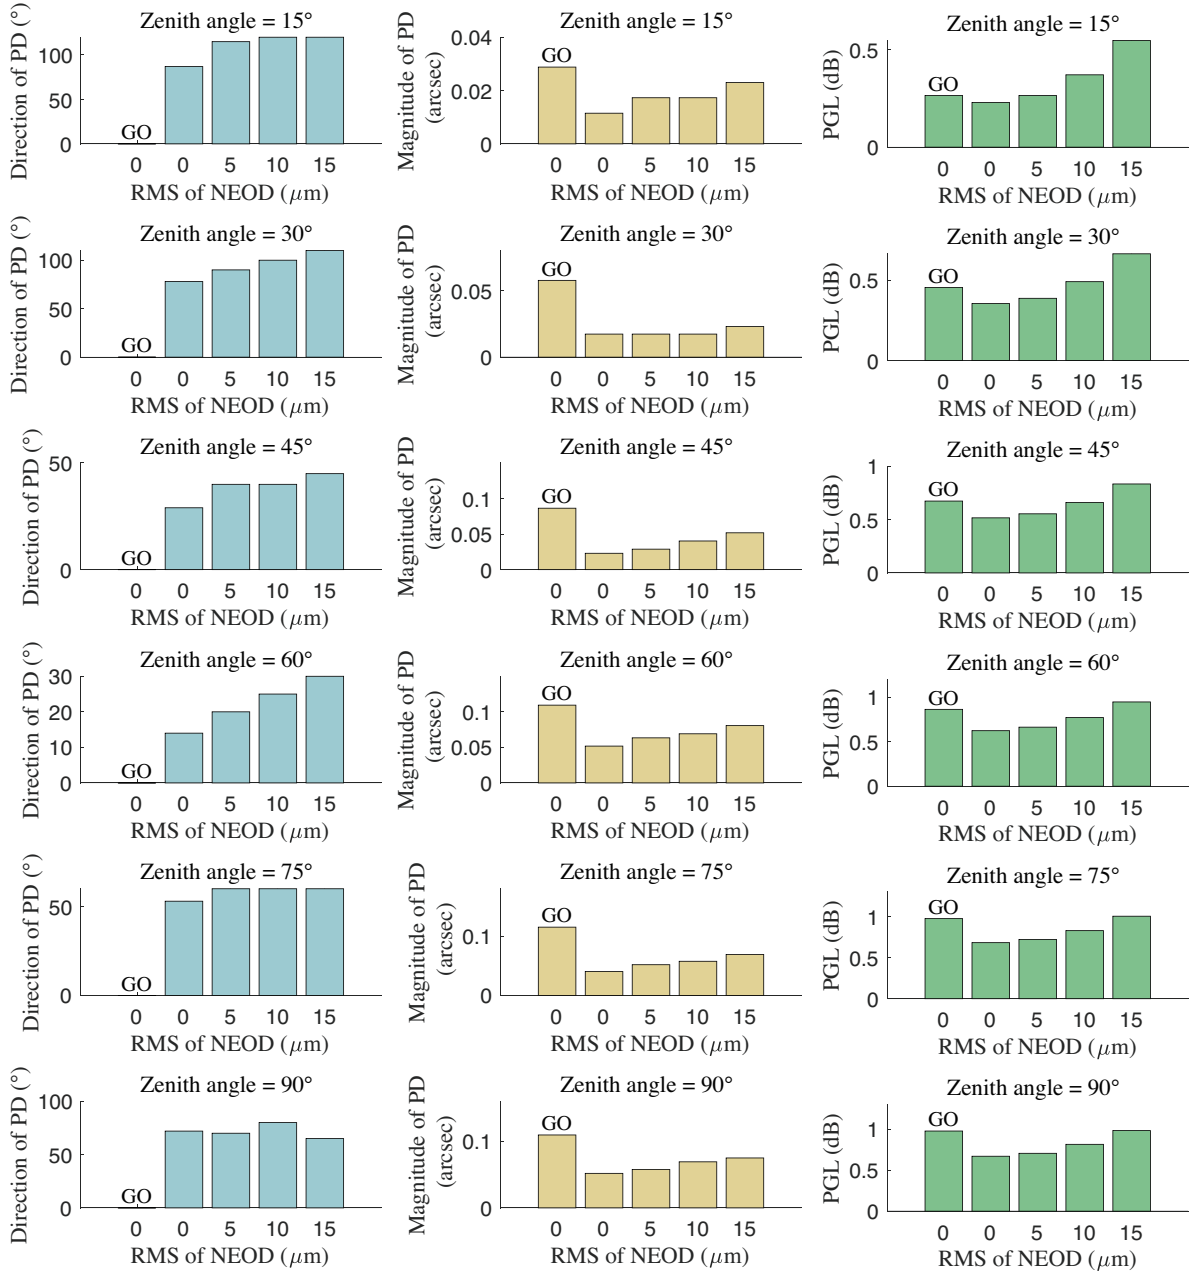 Zenith angle = 15°
Direction of PD (°)
100
50
0
GO
0 0 5 10 15
RMS of NEOD (μm)
Zenith angle = 15°
Magnitude of PD
(arcsec)
0.04
0.02
0
GO
0 0 5 10 15
RMS of NEOD (μm)
Zenith angle = 15°
PGL (dB)
0.5
0
GO
0 0 5 10 15
RMS of NEOD (μm)
Zenith angle = 30°
Direction of PD (°)
100
50
0
GO
0 0 5 10 15
RMS of NEOD (μm)
Zenith angle = 30°
Magnitude of PD
(arcsec)
0.05
0
GO
0 0 5 10 15
RMS of NEOD (μm)
Zenith angle = 30°
PGL (dB)
0.5
0
GO
0 0 5 10 15
RMS of NEOD (μm)
Zenith angle = 45°
Direction of PD (°)
50
0
GO
0 0 5 10 15
RMS of NEOD (μm)
Zenith angle = 45°
Magnitude of PD
(arcsec)
0.1
0.05
0
GO
0 0 5 10 15
RMS of NEOD (μm)
Zenith angle = 45°
PGL (dB)
1
0.5
0
GO
0 0 5 10 15
RMS of NEOD (μm)
Zenith angle = 60°
Direction of PD (°)
30
20
10
0
GO
0 0 5 10 15
RMS of NEOD (μm)
Zenith angle = 60°
Magnitude of PD
(arcsec)
0.1
0.05
0
GO
0 0 5 10 15
RMS of NEOD (μm)
Zenith angle = 60°
PGL (dB)
1
0.5
0
GO
0 0 5 10 15
RMS of NEOD (μm)
Zenith angle = 75°
Direction of PD (°)
50
0
GO
0 0 5 10 15
RMS of NEOD (μm)
Zenith angle = 75°
Magnitude of PD
(arcsec)
0.1
0
GO
0 0 5 10 15
RMS of NEOD (μm)
Zenith angle = 75°
PGL (dB)
1
0.5
0
GO
0 0 5 10 15
RMS of NEOD (μm)
Zenith angle = 90°
Direction of PD (°)
100
50
0
GO
0 0 5 10 15
RMS of NEOD (μm)
Zenith angle = 90°
Magnitude of PD
(arcsec)
0.1
0
GO
0 0 5 10 15
RMS of NEOD (μm)
Zenith angle = 90°
PGL (dB)
1
0.5
0
GO
0 0 5 10 15
RMS of NEOD (μm)